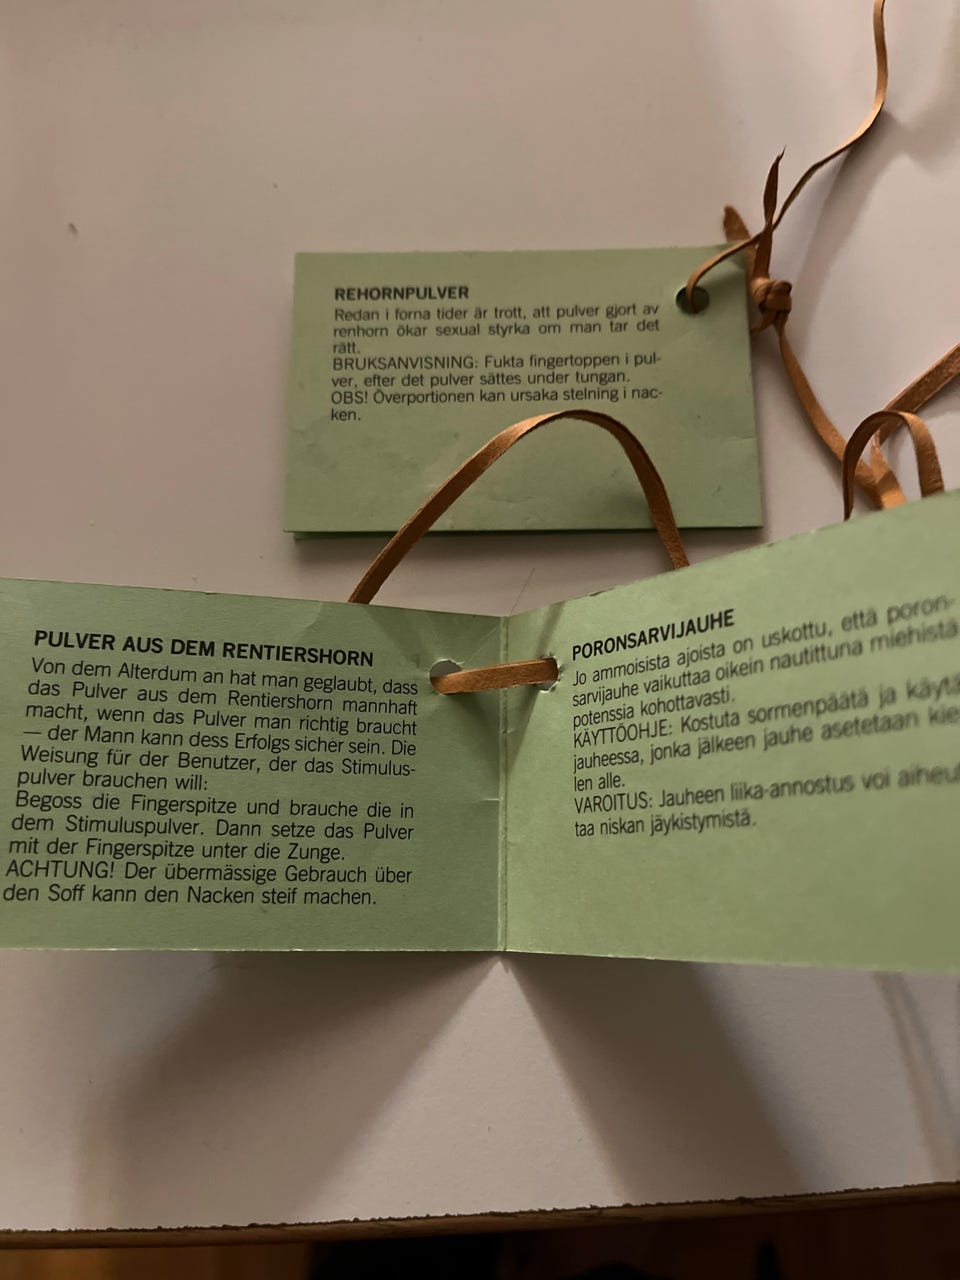 REHORNPULVER
Redan i forna tider är trott, att pulver gjort av
renhorn ökar sexual styrka om man tar det
rätt.
BRUKSANVISNING: Fukta fingertoppen i pul-
ver, efter det pulver sättes under tungan.
OBS! Överportionen kan ursaka stelning i nac-
ken.
PULVER AUS DEM RENTIERSHORN
Von dem Alterdum an hat man geglaubt, dass
das Pulver aus dem Rentiershorn mannhaft
macht, wenn das Pulver man richtig braucht
— der Mann kann dess Erfolgs sicher sein. Die
Weisung für der Benutzer, der das Stimulus-
pulver brauchen will:
Begoss die Fingerspitze und brauche die in
dem Stimuluspulver. Dann setze das Pulver
mit der Fingerspitze unter die Zunge.
ACHTUNG! Der übermässige Gebrauch über
den Soff kann den Nacken steif machen.
PORONSARVIJAUHE
Jo ammoisista ajoista on uskottu, että poron-
sarvijauhe vaikuttaa oikein nautittuna miehistä
potenssia kohottavasti.
KÄYTTÖOHJE: Kostuta sormenpäätä ja käytä
jauheessa, jonka jälkeen jauhe asetetaan kie
len alle.
VAROITUS: Jauheen liika-annostus voi aiheut
taa niskan jäykistymistä.